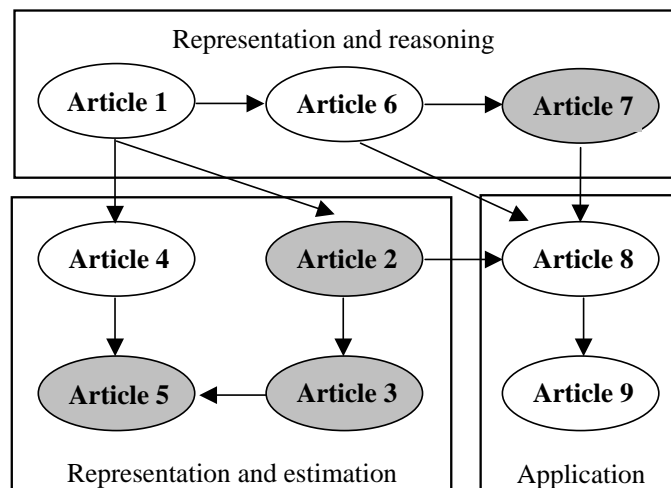 Representation and reasoning
Article 1
Article 6
Article 7
Article 4
Article 2
Article 8
Article 5
Article 3
Article 9
Representation and estimation
Application